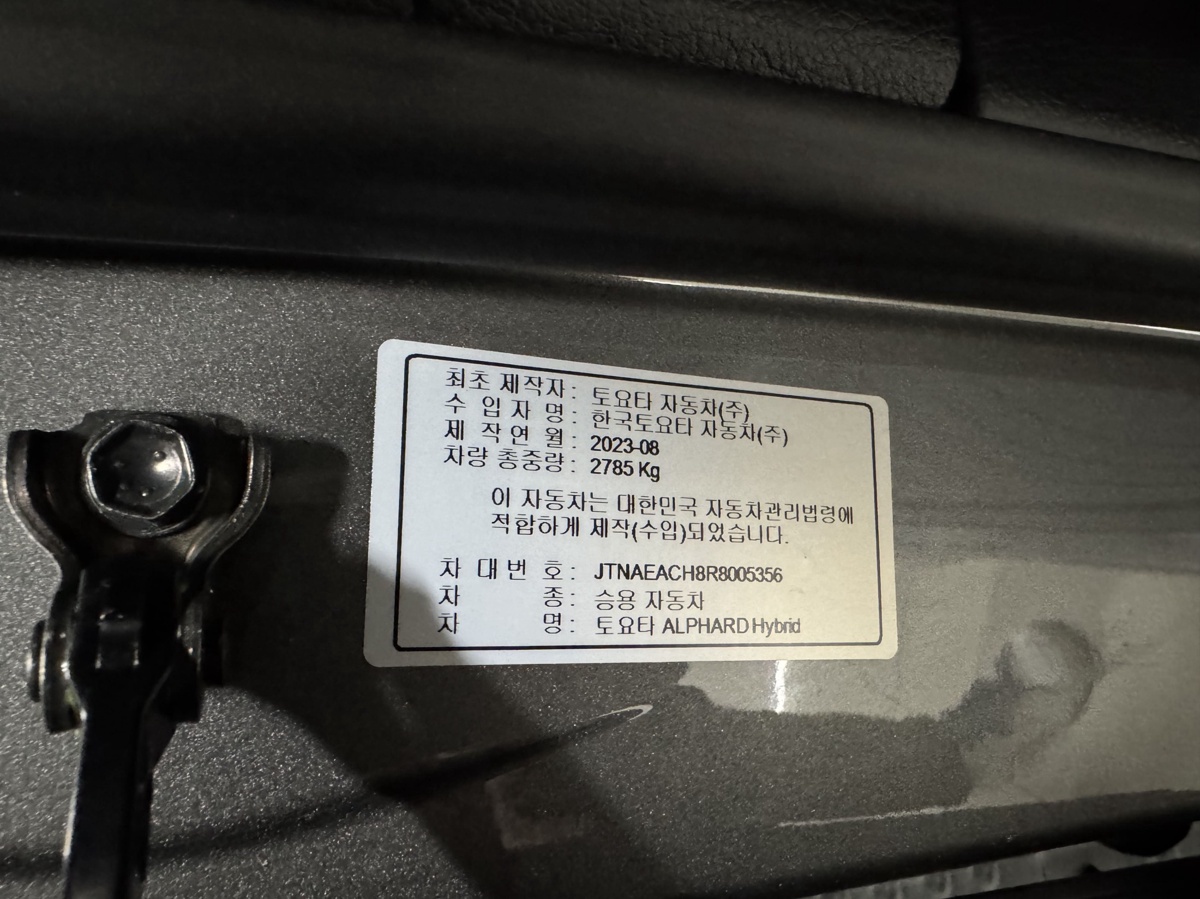 최초 제작자 : 토요타 자동차(주)
수 입 자 명 : 한국토요타 자동차(주)
제 작 연 월 : 2023-08
차량 총중량 : 2785 Kg
이 자동차는 대한민국 자동차관리법령에
적합하게 제작(수입)되었습니다.
차 대 번 호 : JTNAEACH8R8005356
차 종 : 승용 자동차
차 명 : 토요타 ALPHARD Hybrid